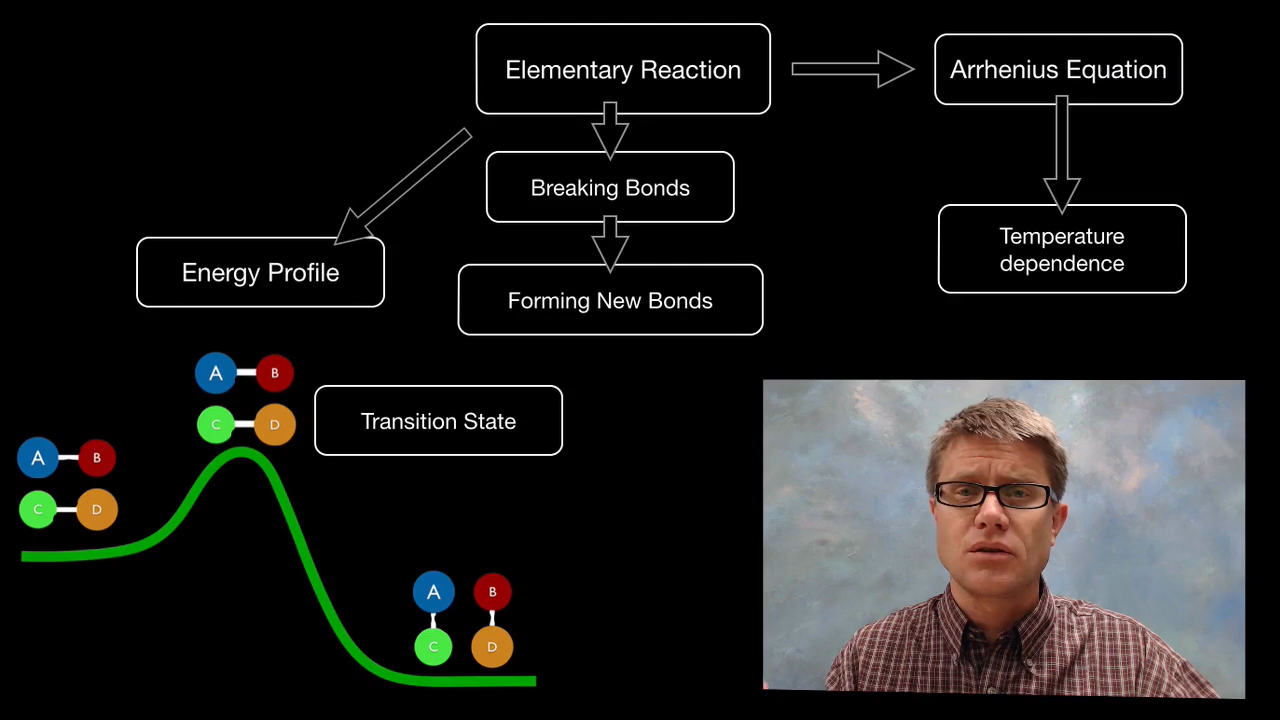 Elementary Reaction
Arrhenius Equation
Breaking Bonds
Temperature
dependence
Energy Profile
Forming New Bonds
A B
C D
Transition State
A B
C D
A B
C D